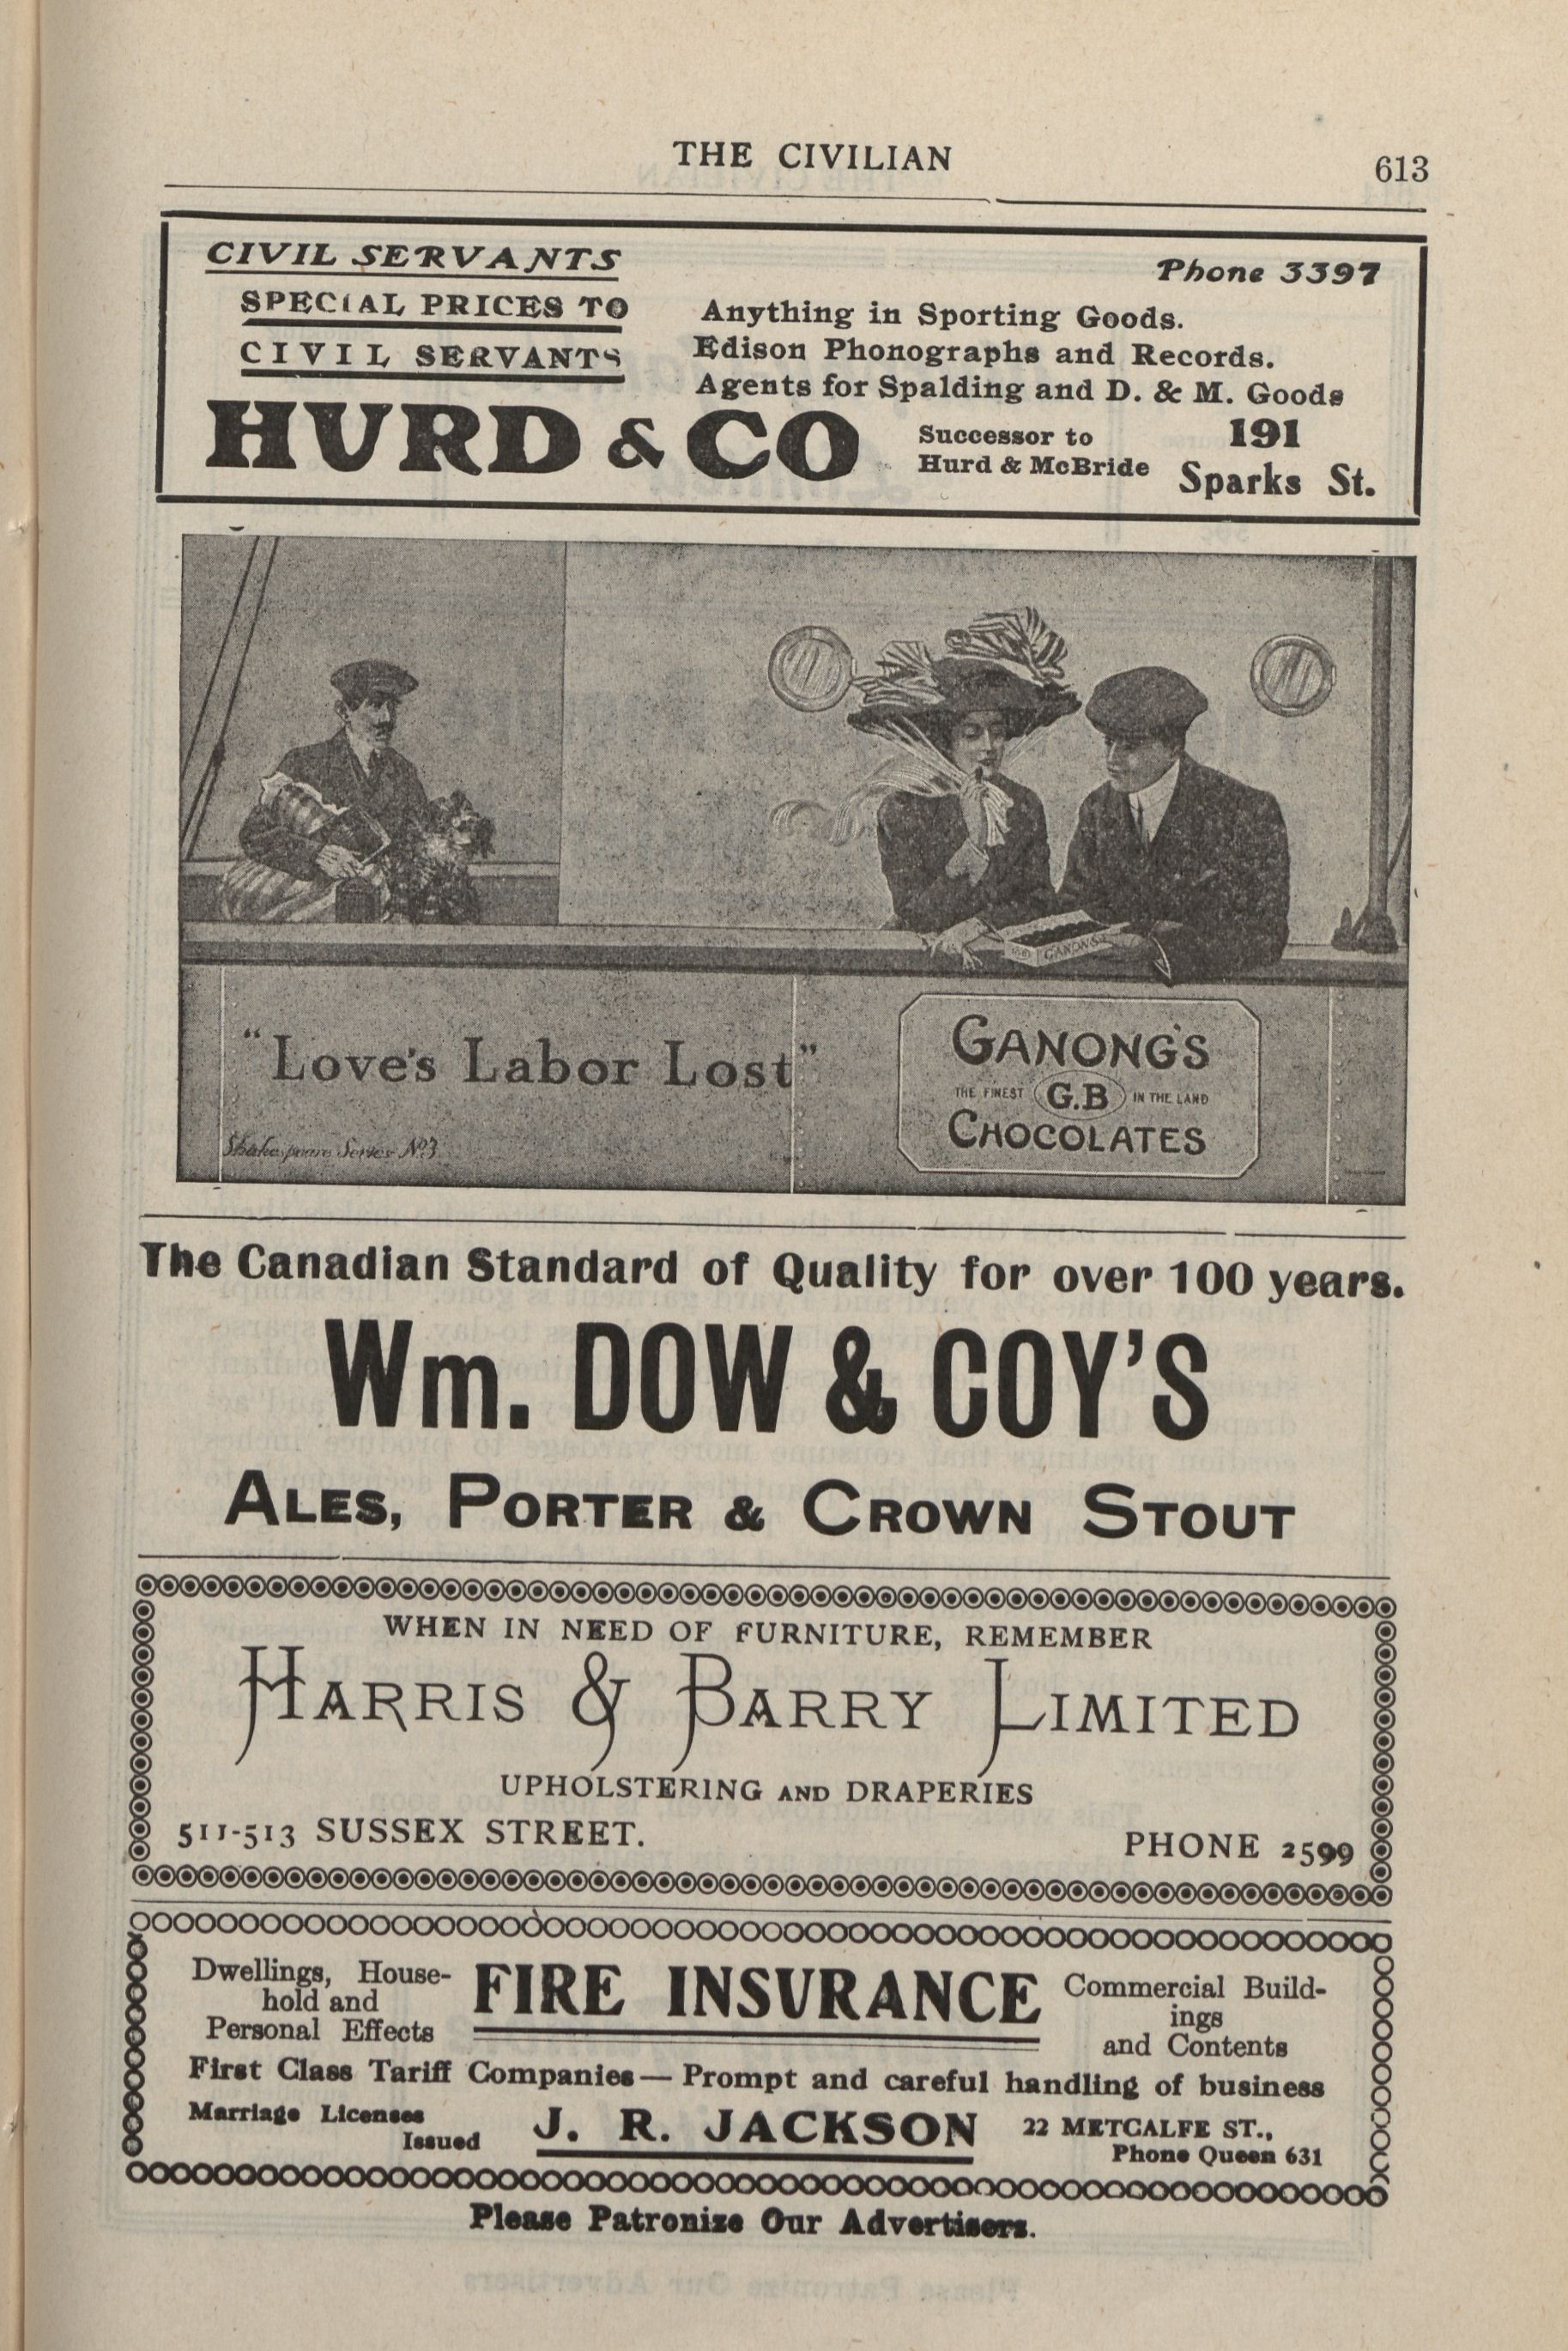 THE CIVILIAN
613
CIVIL SERVANTS
SPECIAL PRICES TO
CIVIL SERVANTS
Phone 3397
Anything in Sporting Goods.
Edison Phonographs and Records.
Agents for Spalding and D. & M. Goods
HURD & CO
Successor to
Hurd & McBride
191
Sparks St.
GANONG'S
"Love's Labor Lost"
Shakespeare Series No 3
GANONG'S
THE FINEST G.B IN THE LAND
CHOCOLATES
The Canadian Standard of Quality for over 100 years.
Wm. DOW & COY'S
ALES, PORTER & CROWN STOUT
WHEN IN NEED OF FURNITURE, REMEMBER
HARRIS & BARRY LIMITED
UPHOLSTERING AND DRAPERIES
511-513 SUSSEX STREET.
PHONE 2599
Dwellings, House-
hold and
Personal Effects
FIRE INSURANCE
Commercial Build-
ings
and Contents
First Class Tariff Companies— Prompt and careful handling of business
Marriage Licenses
Issued
J. R. JACKSON
22 METCALFE ST.,
Phone Queen 631
Please Patronize Our Advertisers.